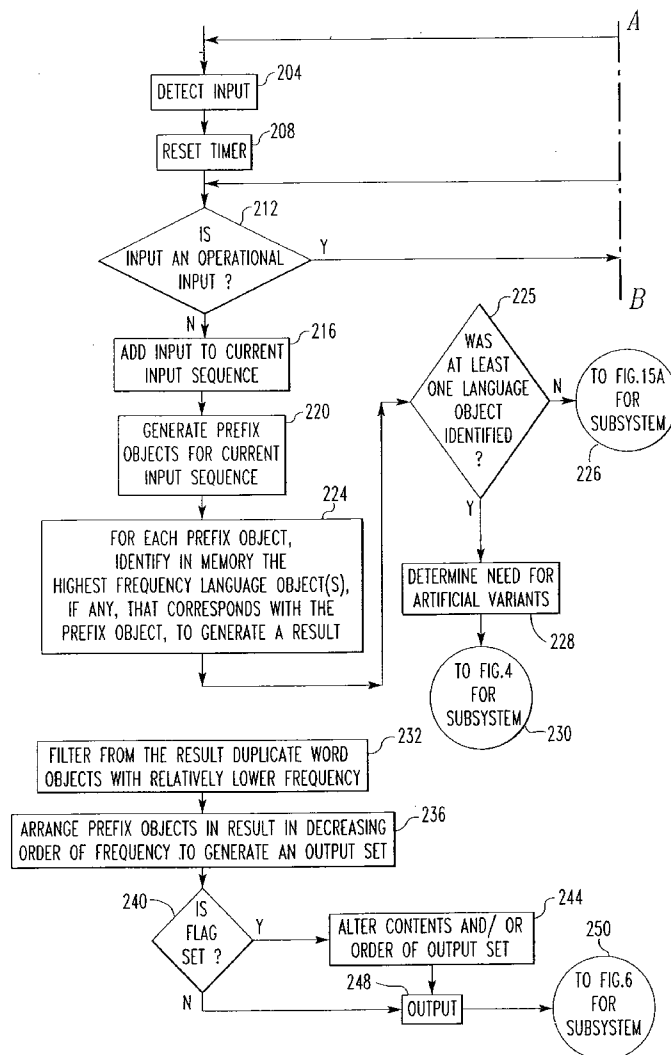 A
204
DETECT INPUT
208
RESET TIMER
212
IS
INPUT AN OPERATIONAL
INPUT ?
Y
B
N
216
ADD INPUT TO CURRENT
INPUT SEQUENCE
220
GENERATE PREFIX
OBJECTS FOR CURRENT
INPUT SEQUENCE
224
FOR EACH PREFIX OBJECT,
IDENTIFY IN MEMORY THE
HIGHEST FREQUENCY LANGUAGE OBJECT(S),
IF ANY, THAT CORRESPONDS WITH THE
PREFIX OBJECT, TO GENERATE A RESULT
225
WAS
AT LEAST
ONE LANGUAGE
OBJECT
IDENTIFIED
?
N
TO FIG.15A
FOR
SUBSYSTEM
226
Y
DETERMINE NEED FOR
ARTIFICIAL VARIANTS
228
TO FIG.4
FOR
SUBSYSTEM
230
232
FILTER FROM THE RESULT DUPLICATE WORD
OBJECTS WITH RELATIVELY LOWER FREQUENCY
236
ARRANGE PREFIX OBJECTS IN RESULT IN DECREASING
ORDER OF FREQUENCY TO GENERATE AN OUTPUT SET
240
IS
FLAG
SET ?
Y
N
244
ALTER CONTENTS AND/ OR
ORDER OF OUTPUT SET
248
OUTPUT
250
TO FIG.6
FOR
SUBSYSTEM